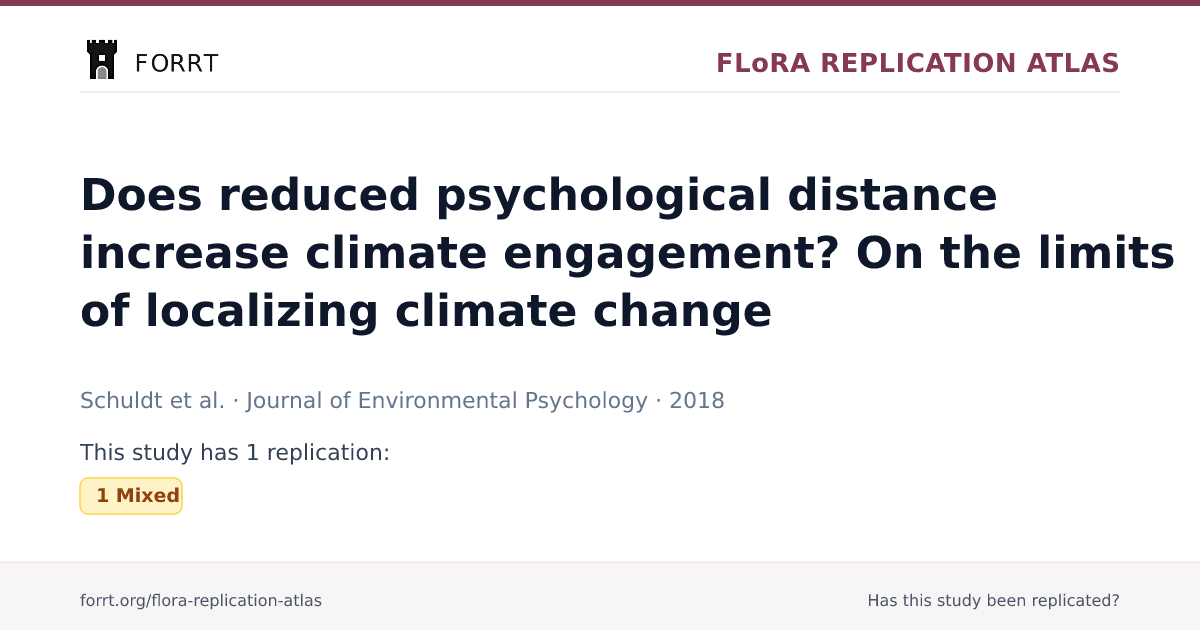 FORRT
FLoRA REPLICATION ATLAS
Does reduced psychological distance
increase climate engagement? On the limits
of localizing climate change
Schuldt et al. · Journal of Environmental Psychology · 2018
This study has 1 replication:
1 Mixed
forrt.org/flora-replication-atlas
Has this study been replicated?